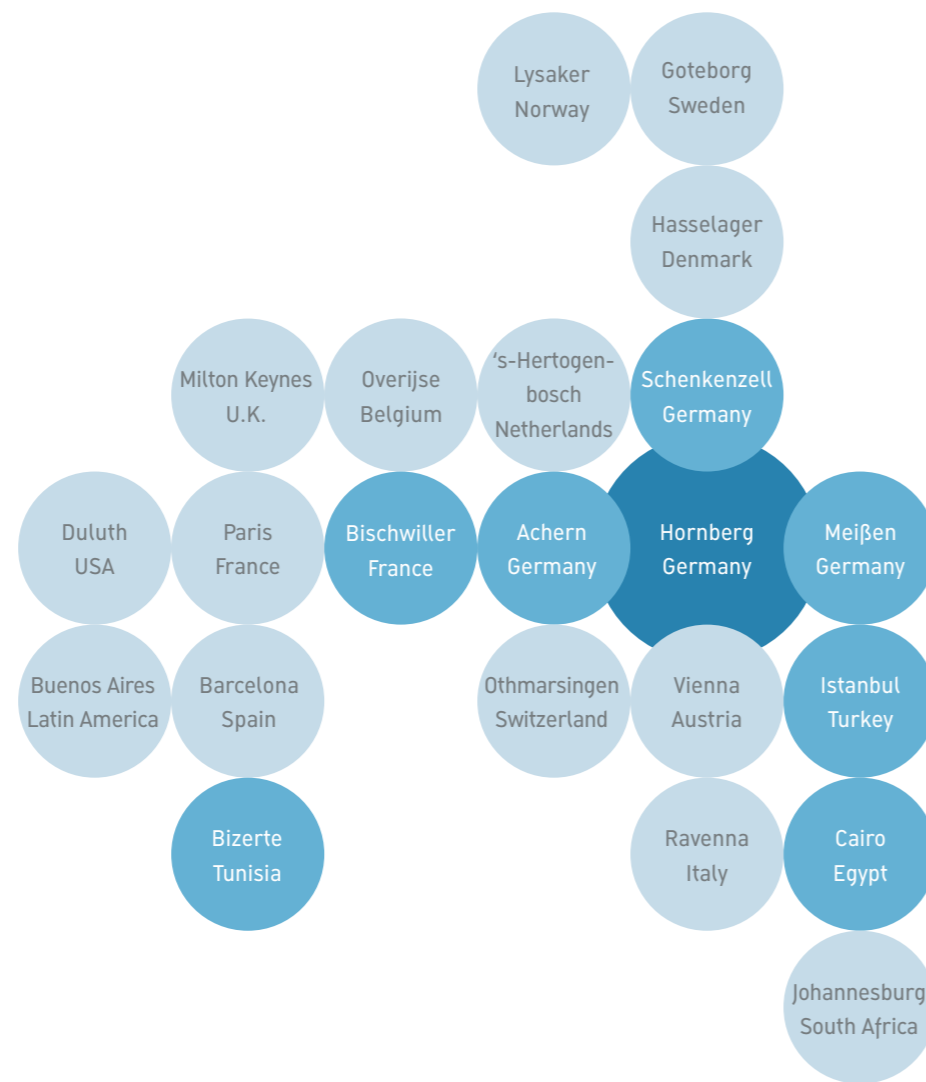 Lysaker
Norway
Goteborg
Sweden
Hasselager
Denmark
Milton Keynes
U.K.
Overijse
Belgium
‘s-Hertogen-
bosch
Netherlands
Schenkenzell
Germany
Duluth
USA
Paris
France
Bischwiller
France
Achern
Germany
Hornberg
Germany
Meißen
Germany
Buenos Aires
Latin America
Barcelona
Spain
Othmarsingen
Switzerland
Vienna
Austria
Istanbul
Turkey
Bizerte
Tunisia
Ravenna
Italy
Cairo
Egypt
Johannesburg
South Africa